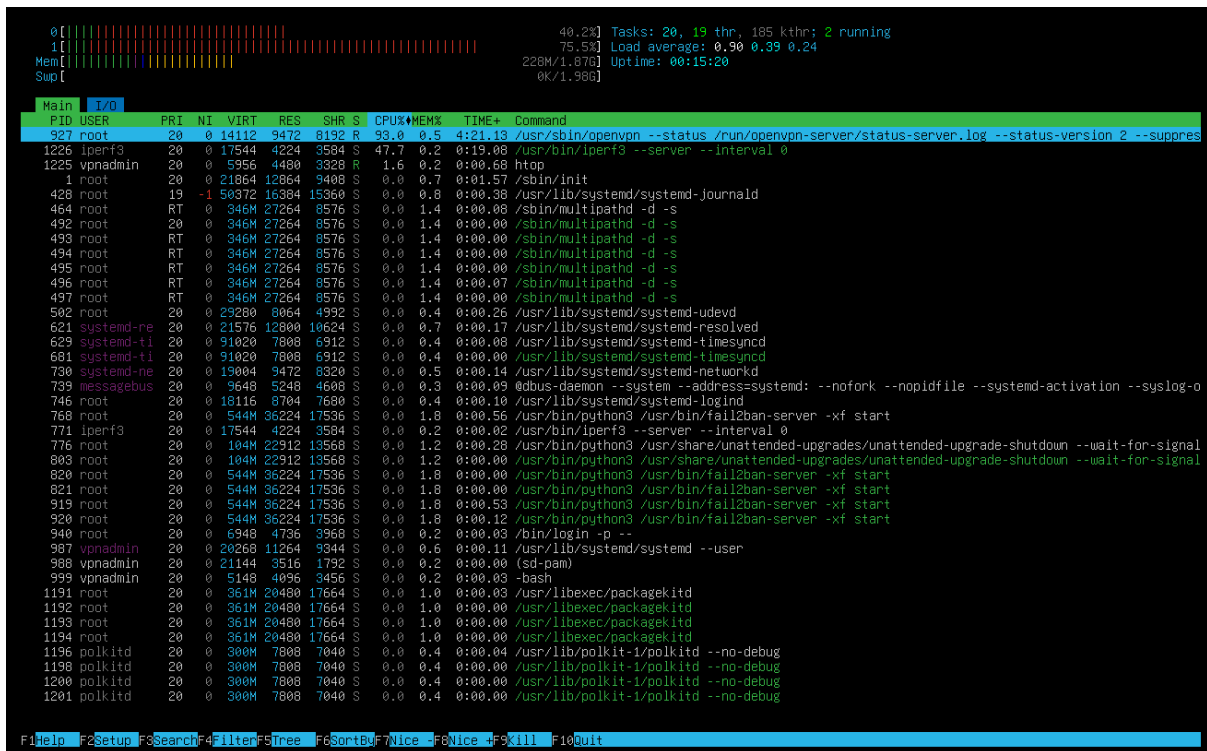 0[||||||||||||||||||||||||||||| 40.2%] Tasks: 20, 19 thr, 185 kthr; 2 running
1[|||||||||||||||||||||||||||||||||||||||||||||||||||||| 75.5%] Load average: 0.90 0.39 0.24
Mem[|||||||||||||||||||||| 228M/1.87G] Uptime: 00:15:20
Swp[ 0K/1.98G]
Main I/O
PID USER PRI NI VIRT RES SHR S CPU% MEM% TIME+ Command
927 root 20 0 14112 9472 8192 R 93.0 0.5 4:21.13 /usr/sbin/openvpn --status /run/openvpn-server/status-server.log --status-version 2 --suppres
1226 iperf3 20 0 17544 4224 3584 S 47.7 0.2 0:19.08 /usr/bin/iperf3 --server --interval 0
1225 vpnadmin 20 0 5956 4480 3328 R 1.6 0.2 0:00.68 htop
1 root 20 0 21864 12864 9408 S 0.0 0.7 0:01.57 /sbin/init
428 root 19 -1 50372 16384 15360 S 0.0 0.8 0:00.38 /usr/lib/systemd/systemd-journald
464 root RT 0 346M 27264 8576 S 0.0 1.4 0:00.08 /sbin/multipathd -d -s
492 root 20 0 346M 27264 8576 S 0.0 1.4 0:00.00 /sbin/multipathd -d -s
493 root RT 0 346M 27264 8576 S 0.0 1.4 0:00.00 /sbin/multipathd -d -s
494 root RT 0 346M 27264 8576 S 0.0 1.4 0:00.00 /sbin/multipathd -d -s
495 root RT 0 346M 27264 8576 S 0.0 1.4 0:00.00 /sbin/multipathd -d -s
496 root RT 0 346M 27264 8576 S 0.0 1.4 0:00.07 /sbin/multipathd -d -s
497 root RT 0 346M 27264 8576 S 0.0 1.4 0:00.00 /sbin/multipathd -d -s
502 root 20 0 29280 8064 4992 S 0.0 0.4 0:00.26 /usr/lib/systemd/systemd-udevd
621 systemd-re 20 0 21576 12800 10624 S 0.0 0.7 0:00.17 /usr/lib/systemd/systemd-resolved
629 systemd-ti 20 0 91020 7808 6912 S 0.0 0.4 0:00.08 /usr/lib/systemd/systemd-timesyncd
681 systemd-ti 20 0 91020 7808 6912 S 0.0 0.4 0:00.00 /usr/lib/systemd/systemd-timesyncd
730 systemd-ne 20 0 19004 9472 8320 S 0.0 0.5 0:00.14 /usr/lib/systemd/systemd-networkd
739 messagebus 20 0 9648 5248 4608 S 0.0 0.3 0:00.09 @dbus-daemon --system --address=systemd: --nofork --nopidfile --systemd-activation --syslog-o
746 root 20 0 18116 8704 7680 S 0.0 0.4 0:00.10 /usr/lib/systemd/systemd-logind
768 root 20 0 544M 36224 17536 S 0.0 1.8 0:00.56 /usr/bin/python3 /usr/bin/fail2ban-server -xf start
771 iperf3 20 0 17544 4224 3584 S 0.0 0.2 0:00.02 /usr/bin/iperf3 --server --interval 0
776 root 20 0 104M 22912 13568 S 0.0 1.2 0:00.28 /usr/bin/python3 /usr/share/unattended-upgrades/unattended-upgrade-shutdown --wait-for-signal
803 root 20 0 104M 22912 13568 S 0.0 1.2 0:00.00 /usr/bin/python3 /usr/share/unattended-upgrades/unattended-upgrade-shutdown --wait-for-signal
820 root 20 0 544M 36224 17536 S 0.0 1.8 0:00.00 /usr/bin/python3 /usr/bin/fail2ban-server -xf start
821 root 20 0 544M 36224 17536 S 0.0 1.8 0:00.00 /usr/bin/python3 /usr/bin/fail2ban-server -xf start
919 root 20 0 544M 36224 17536 S 0.0 1.8 0:00.53 /usr/bin/python3 /usr/bin/fail2ban-server -xf start
920 root 20 0 544M 36224 17536 S 0.0 1.8 0:00.12 /usr/bin/python3 /usr/bin/fail2ban-server -xf start
940 root 20 0 6948 4736 3968 S 0.0 0.2 0:00.03 /bin/login -p --
987 vpnadmin 20 0 20268 11264 9344 S 0.0 0.6 0:00.11 /usr/lib/systemd/systemd --user
988 vpnadmin 20 0 21144 3516 1792 S 0.0 0.2 0:00.00 (sd-pam)
999 vpnadmin 20 0 5148 4096 3456 S 0.0 0.2 0:00.03 -bash
1191 root 20 0 361M 20480 17664 S 0.0 1.0 0:00.03 /usr/libexec/packagekitd
1192 root 20 0 361M 20480 17664 S 0.0 1.0 0:00.00 /usr/libexec/packagekitd
1193 root 20 0 361M 20480 17664 S 0.0 1.0 0:00.00 /usr/libexec/packagekitd
1194 root 20 0 361M 20480 17664 S 0.0 1.0 0:00.00 /usr/libexec/packagekitd
1196 polkitd 20 0 300M 7808 7040 S 0.0 0.4 0:00.04 /usr/lib/polkit-1/polkitd --no-debug
1198 polkitd 20 0 300M 7808 7040 S 0.0 0.4 0:00.00 /usr/lib/polkit-1/polkitd --no-debug
1200 polkitd 20 0 300M 7808 7040 S 0.0 0.4 0:00.00 /usr/lib/polkit-1/polkitd --no-debug
1201 polkitd 20 0 300M 7808 7040 S 0.0 0.4 0:00.00 /usr/lib/polkit-1/polkitd --no-debug
F1Help F2Setup F3SearchF4FilterF5Tree F6SortByF7Nice -F8Nice +F9Kill F10Quit